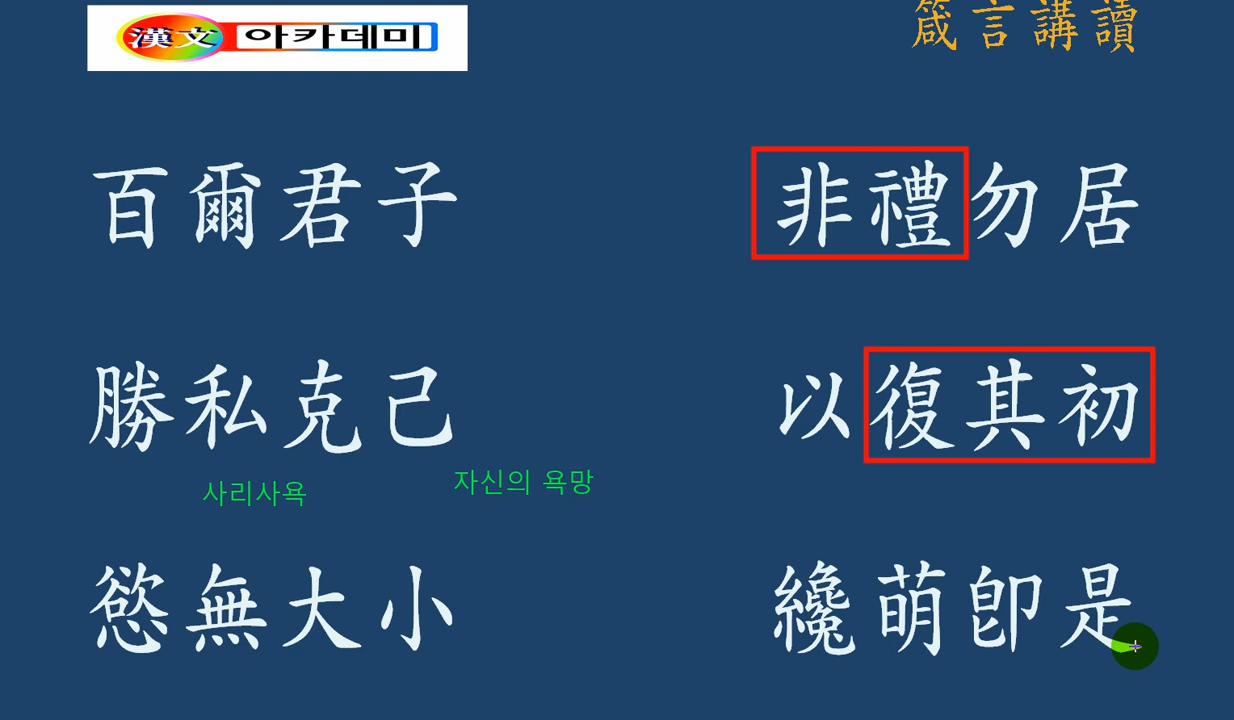 漢文 아카데미
箴言講讀
百爾君子 非禮勿居
勝私克己 以復其初
사리사욕 자신의 욕망
慾無大小 纔萌卽是